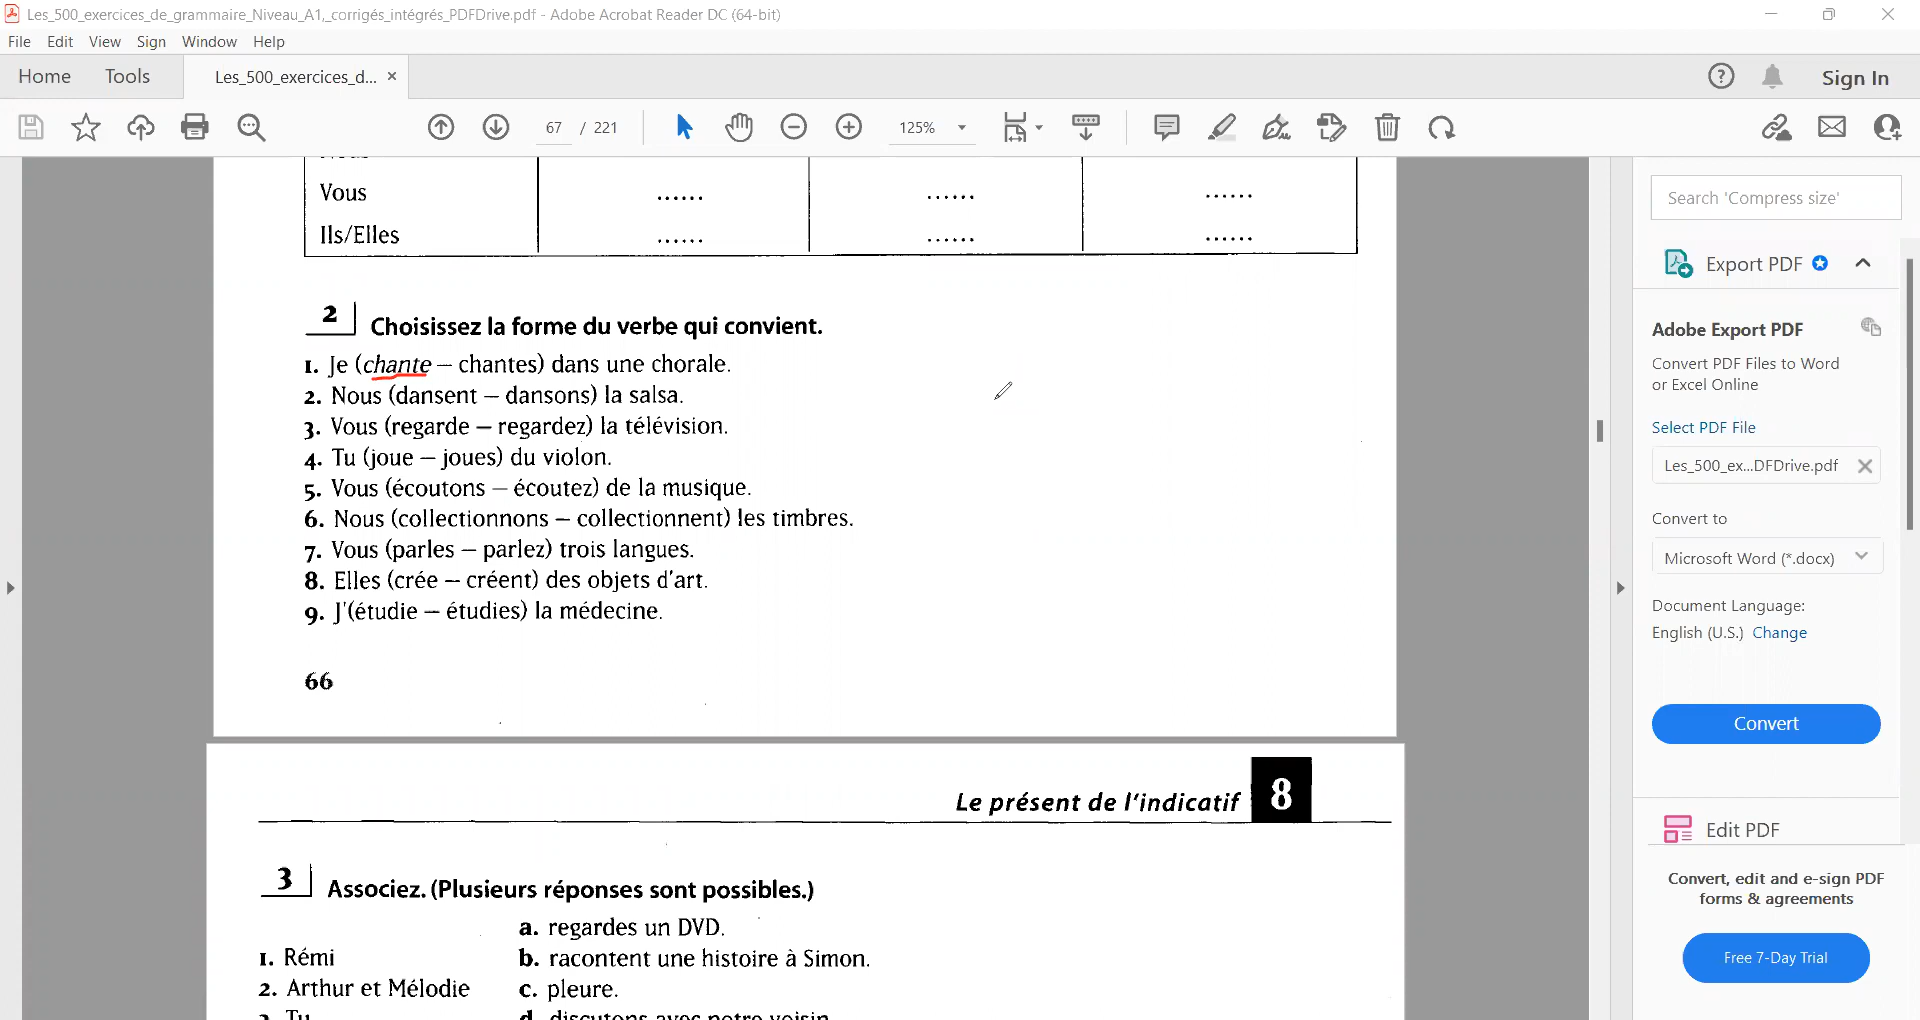 Les_500_exercices_de_grammaire_Niveau_A1,_corrigés_intégrés_PDFDrive.pdf - Adobe Acrobat Reader DC (64-bit)
File Edit View Sign Window Help
Home Tools Les_500_exercices_d... × Sign In
67 / 221 125%
Vous ...... ...... ......
Ils/Elles ...... ...... ......
2 Choisissez la forme du verbe qui convient.
1. Je (chante – chantes) dans une chorale.
2. Nous (dansent – dansons) la salsa.
3. Vous (regarde – regardez) la télévision.
4. Tu (joue – joues) du violon.
5. Vous (écoutons – écoutez) de la musique.
6. Nous (collectionnons – collectionnent) les timbres.
7. Vous (parles – parlez) trois langues.
8. Elles (crée – créent) des objets d'art.
9. J'(étudie – étudies) la médecine.
66
Le présent de l'indicatif 8
3 Associez. (Plusieurs réponses sont possibles.)
a. regardes un DVD.
1. Rémi b. racontent une histoire à Simon.
2. Arthur et Mélodie c. pleure.
Tu d. discutons avec notre voisin
Search 'Compress size'
Export PDF
Adobe Export PDF
Convert PDF Files to Word
or Excel Online
Select PDF File
Les_500_ex...DFDrive.pdf
Convert to
Microsoft Word (*.docx)
Document Language:
English (U.S.) Change
Convert
Edit PDF
Convert, edit and e-sign PDF
forms & agreements
Free 7-Day Trial